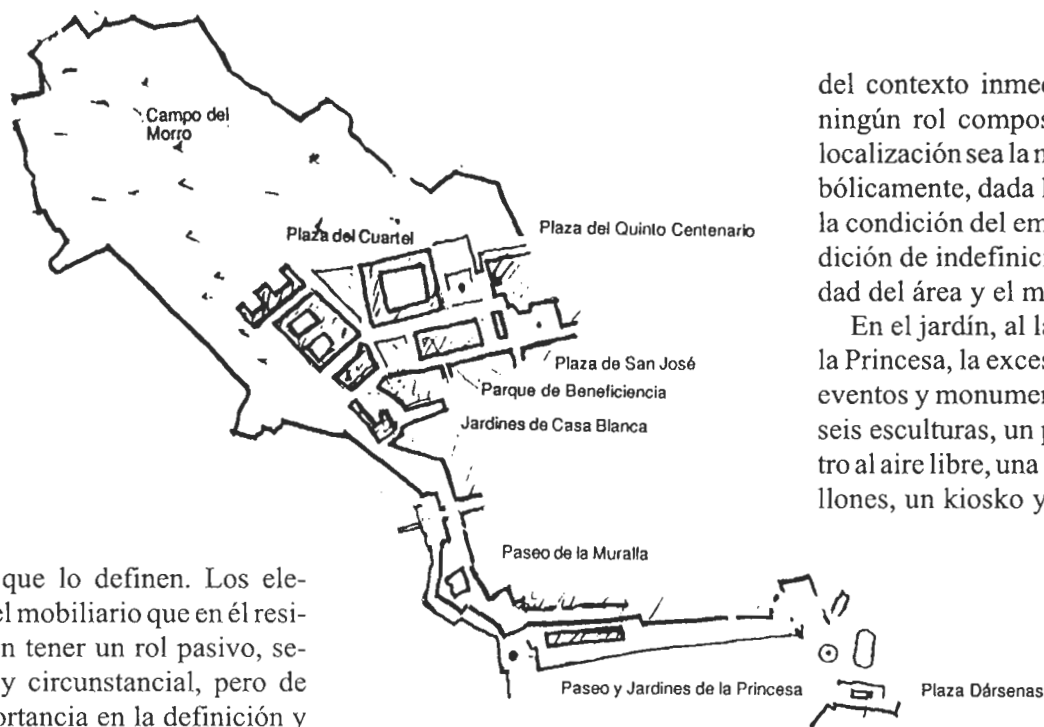 Campo del
Morro
Plaza del Cuartel
Plaza del Quinto Centenario
Plaza de San José
Parque de Beneficiencia
Jardines de Casa Blanca
Paseo de la Muralla
Paseo y Jardines de la Princesa
Plaza Dársenas
que lo definen. Los ele-
el mobiliario que en él resi-
n tener un rol pasivo, se-
y circunstancial, pero de
ortancia en la definición y
del contexto inmed
ningún rol compos
localización sea la n
bólicamente, dada l
la condición del em
dición de indefinici
dad del área y el m
En el jardín, al la
la Princesa, la exces
eventos y monumen
seis esculturas, un p
tro al aire libre, una
llones, un kiosko y